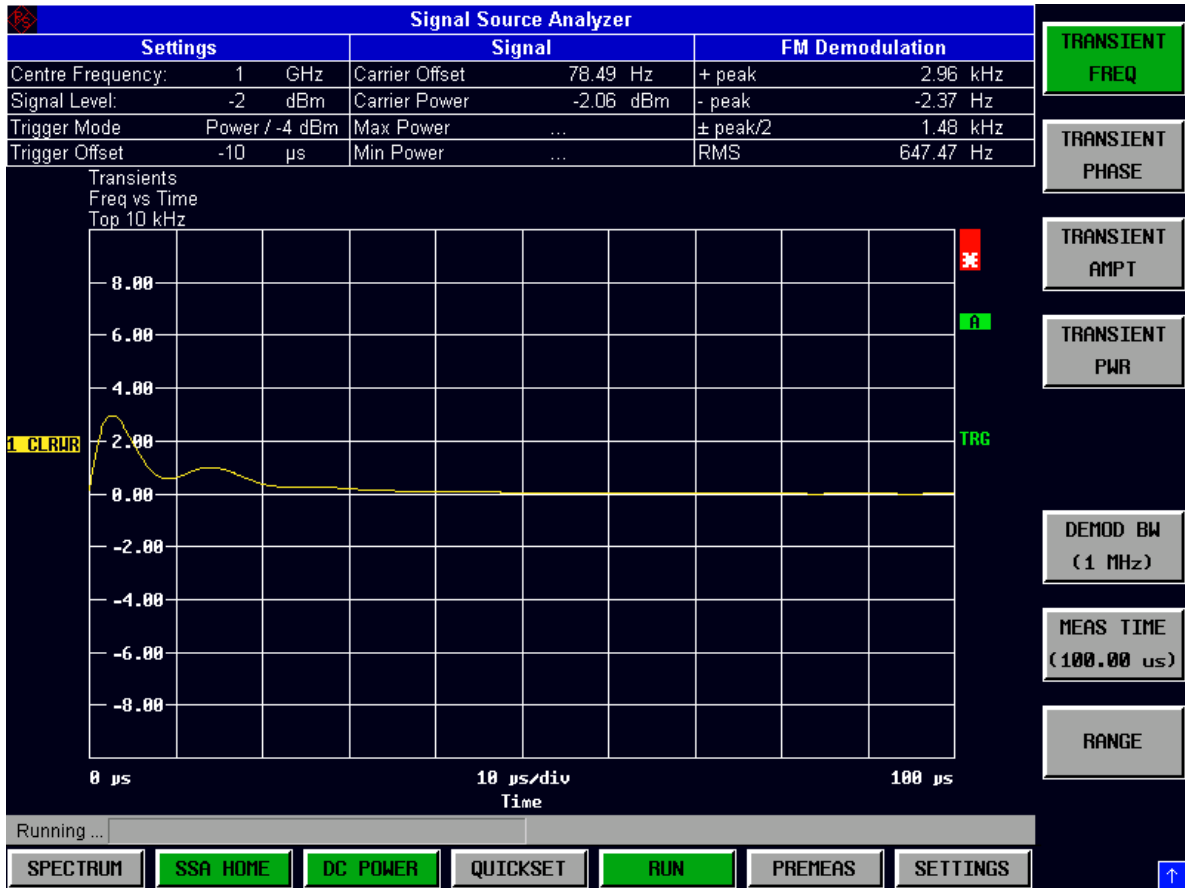 Signal Source Analyzer
Settings Signal FM Demodulation
Centre Frequency: 1 GHz Carrier Offset 78.49 Hz + peak 2.96 kHz
Signal Level: -2 dBm Carrier Power -2.06 dBm - peak -2.37 Hz
Trigger Mode Power / -4 dBm Max Power ... ± peak/2 1.48 kHz
Trigger Offset -10 µs Min Power ... RMS 647.47 Hz
Transients
Freq vs Time
Top 10 kHz
8.00
6.00
4.00
2.00
0.00
-2.00
-4.00
-6.00
-8.00
1 CLRWR
A
TRG
0 µs 10 µs/div 100 µs
Time
Running ...
TRANSIENT
FREQ
TRANSIENT
PHASE
TRANSIENT
AMPT
TRANSIENT
PWR
DEMOD BW
(1 MHz)
MEAS TIME
(100.00 us)
RANGE
SPECTRUM SSA HOME DC POWER QUICKSET RUN PREMEAS SETTINGS